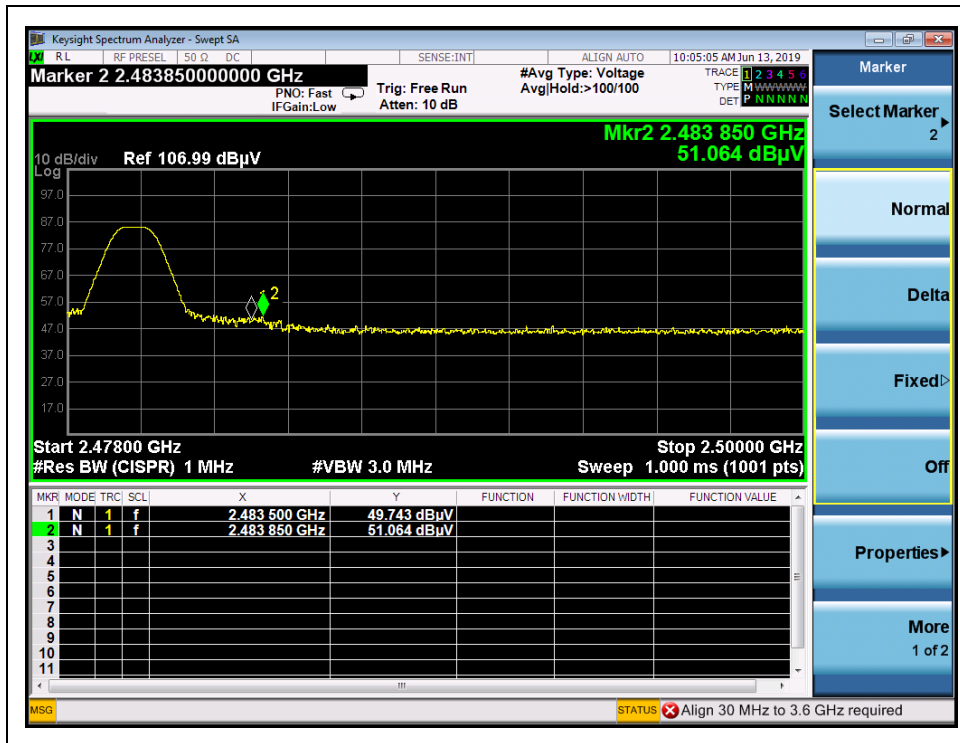 Keysight Spectrum Analyzer - Swept SA
LXI RL RF PRESEL 50 Ω DC SENSE:INT ALIGN AUTO 10:05:05 AM Jun 13, 2019
Marker 2 2.483850000000 GHz
PNO: Fast
IFGain:Low
Trig: Free Run
Atten: 10 dB
#Avg Type: Voltage
Avg|Hold:>100/100
TRACE 1 2 3 4 5 6
TYPE M WWWWW
DET P N N N N N
Mkr2 2.483 850 GHz
51.064 dBµV
10 dB/div Ref 106.99 dBµV
Log
97.0
87.0
77.0
67.0
57.0
47.0
37.0
27.0
17.0
2
Start 2.47800 GHz Stop 2.50000 GHz
#Res BW (CISPR) 1 MHz #VBW 3.0 MHz Sweep 1.000 ms (1001 pts)
MKR MODE TRC SCL X Y FUNCTION FUNCTION WIDTH FUNCTION VALUE
1 N 1 f 2.483 500 GHz 49.743 dBµV
2 N 1 f 2.483 850 GHz 51.064 dBµV
3
4
5
6
7
8
9
10
11
MSG STATUS Align 30 MHz to 3.6 GHz required
Marker
Select Marker
2
Normal
Delta
Fixed
Off
Properties
More
1 of 2